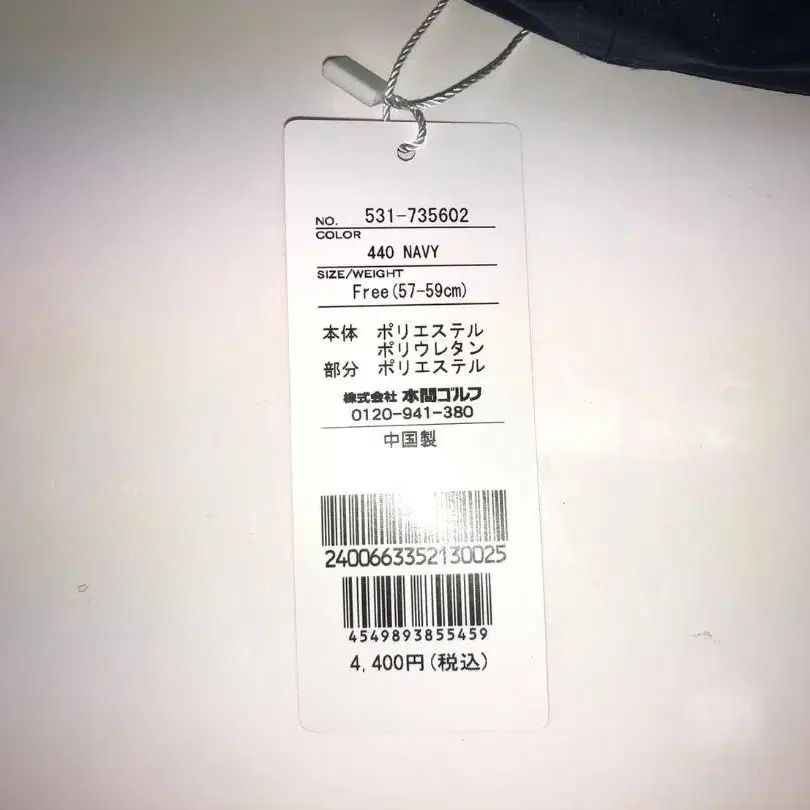 NO. 531-735602
COLOR
440 NAVY
SIZE/WEIGHT
Free(57-59cm)
本体 ポリエステル
ポリウレタン
部分 ポリエステル
株式会社 本間ゴルフ
0120-941-380
中国製
2400663352130025
4549893855459
4,400円(税込)